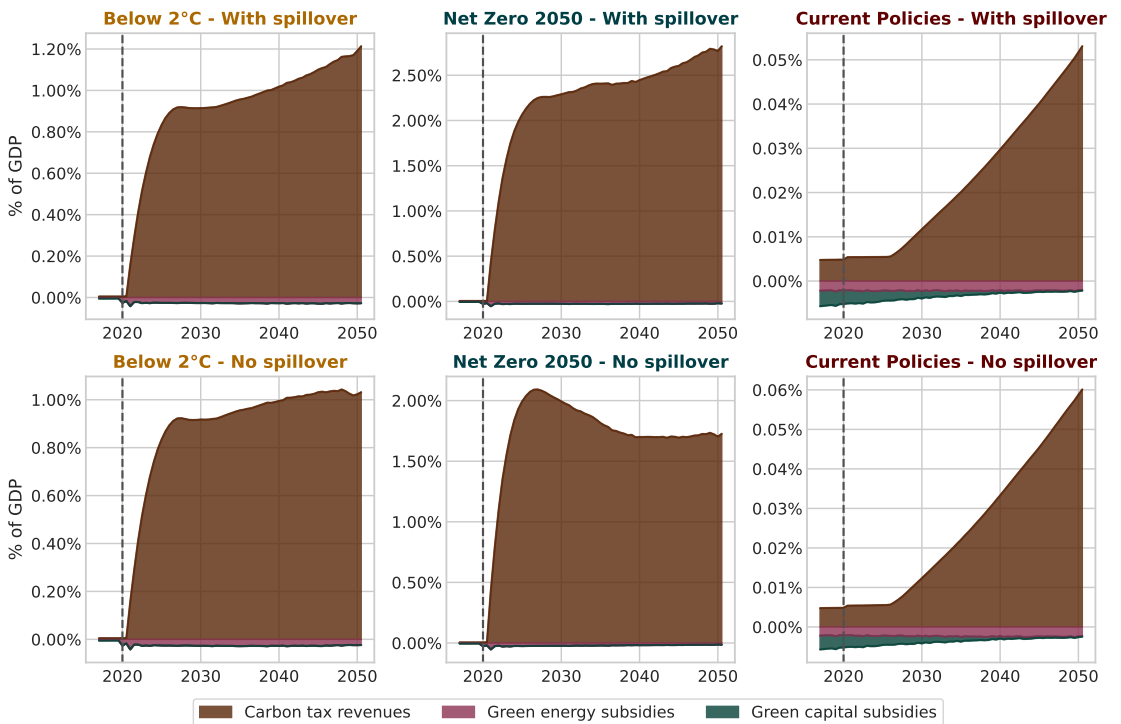 Below 2°C - With spillover
Net Zero 2050 - With spillover
Current Policies - With spillover
% of GDP
1.20%
1.00%
0.80%
0.60%
0.40%
0.20%
0.00%
2020 2030 2040 2050
2.50%
2.00%
1.50%
1.00%
0.50%
0.00%
2020 2030 2040 2050
0.05%
0.04%
0.03%
0.02%
0.01%
0.00%
2020 2030 2040 2050
Below 2°C - No spillover
Net Zero 2050 - No spillover
Current Policies - No spillover
% of GDP
1.00%
0.80%
0.60%
0.40%
0.20%
0.00%
2020 2030 2040 2050
2.00%
1.50%
1.00%
0.50%
0.00%
2020 2030 2040 2050
0.06%
0.05%
0.04%
0.03%
0.02%
0.01%
0.00%
2020 2030 2040 2050
Carbon tax revenues
Green energy subsidies
Green capital subsidies